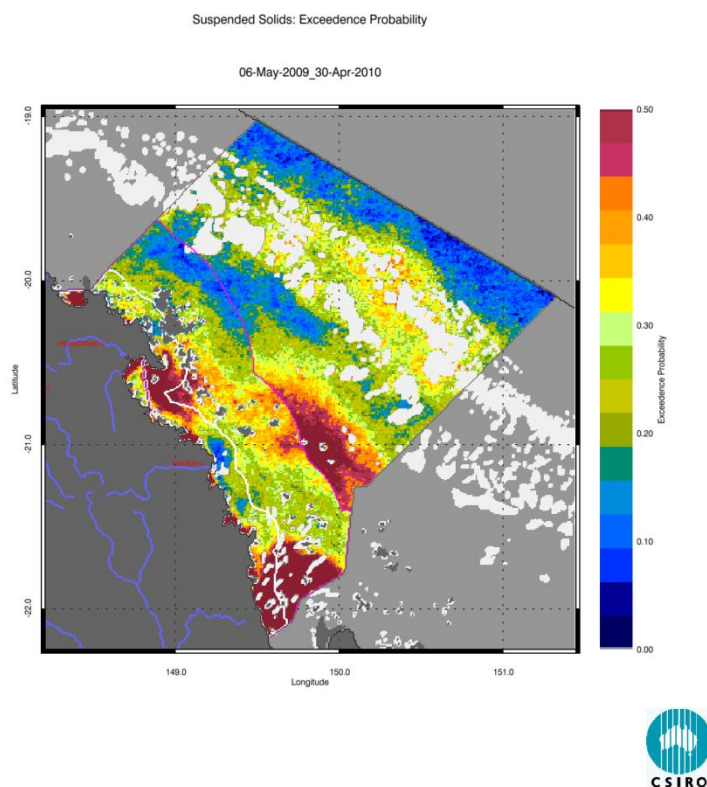 Suspended Solids: Exceedence Probability
06-May-2009_30-Apr-2010
-19.0
-20.0
-21.0
-22.0
Latitude
149.0
150.0
151.0
Longitude
0.50
0.40
0.30
0.20
0.10
0.00
Exceedence Probability
CSIRO